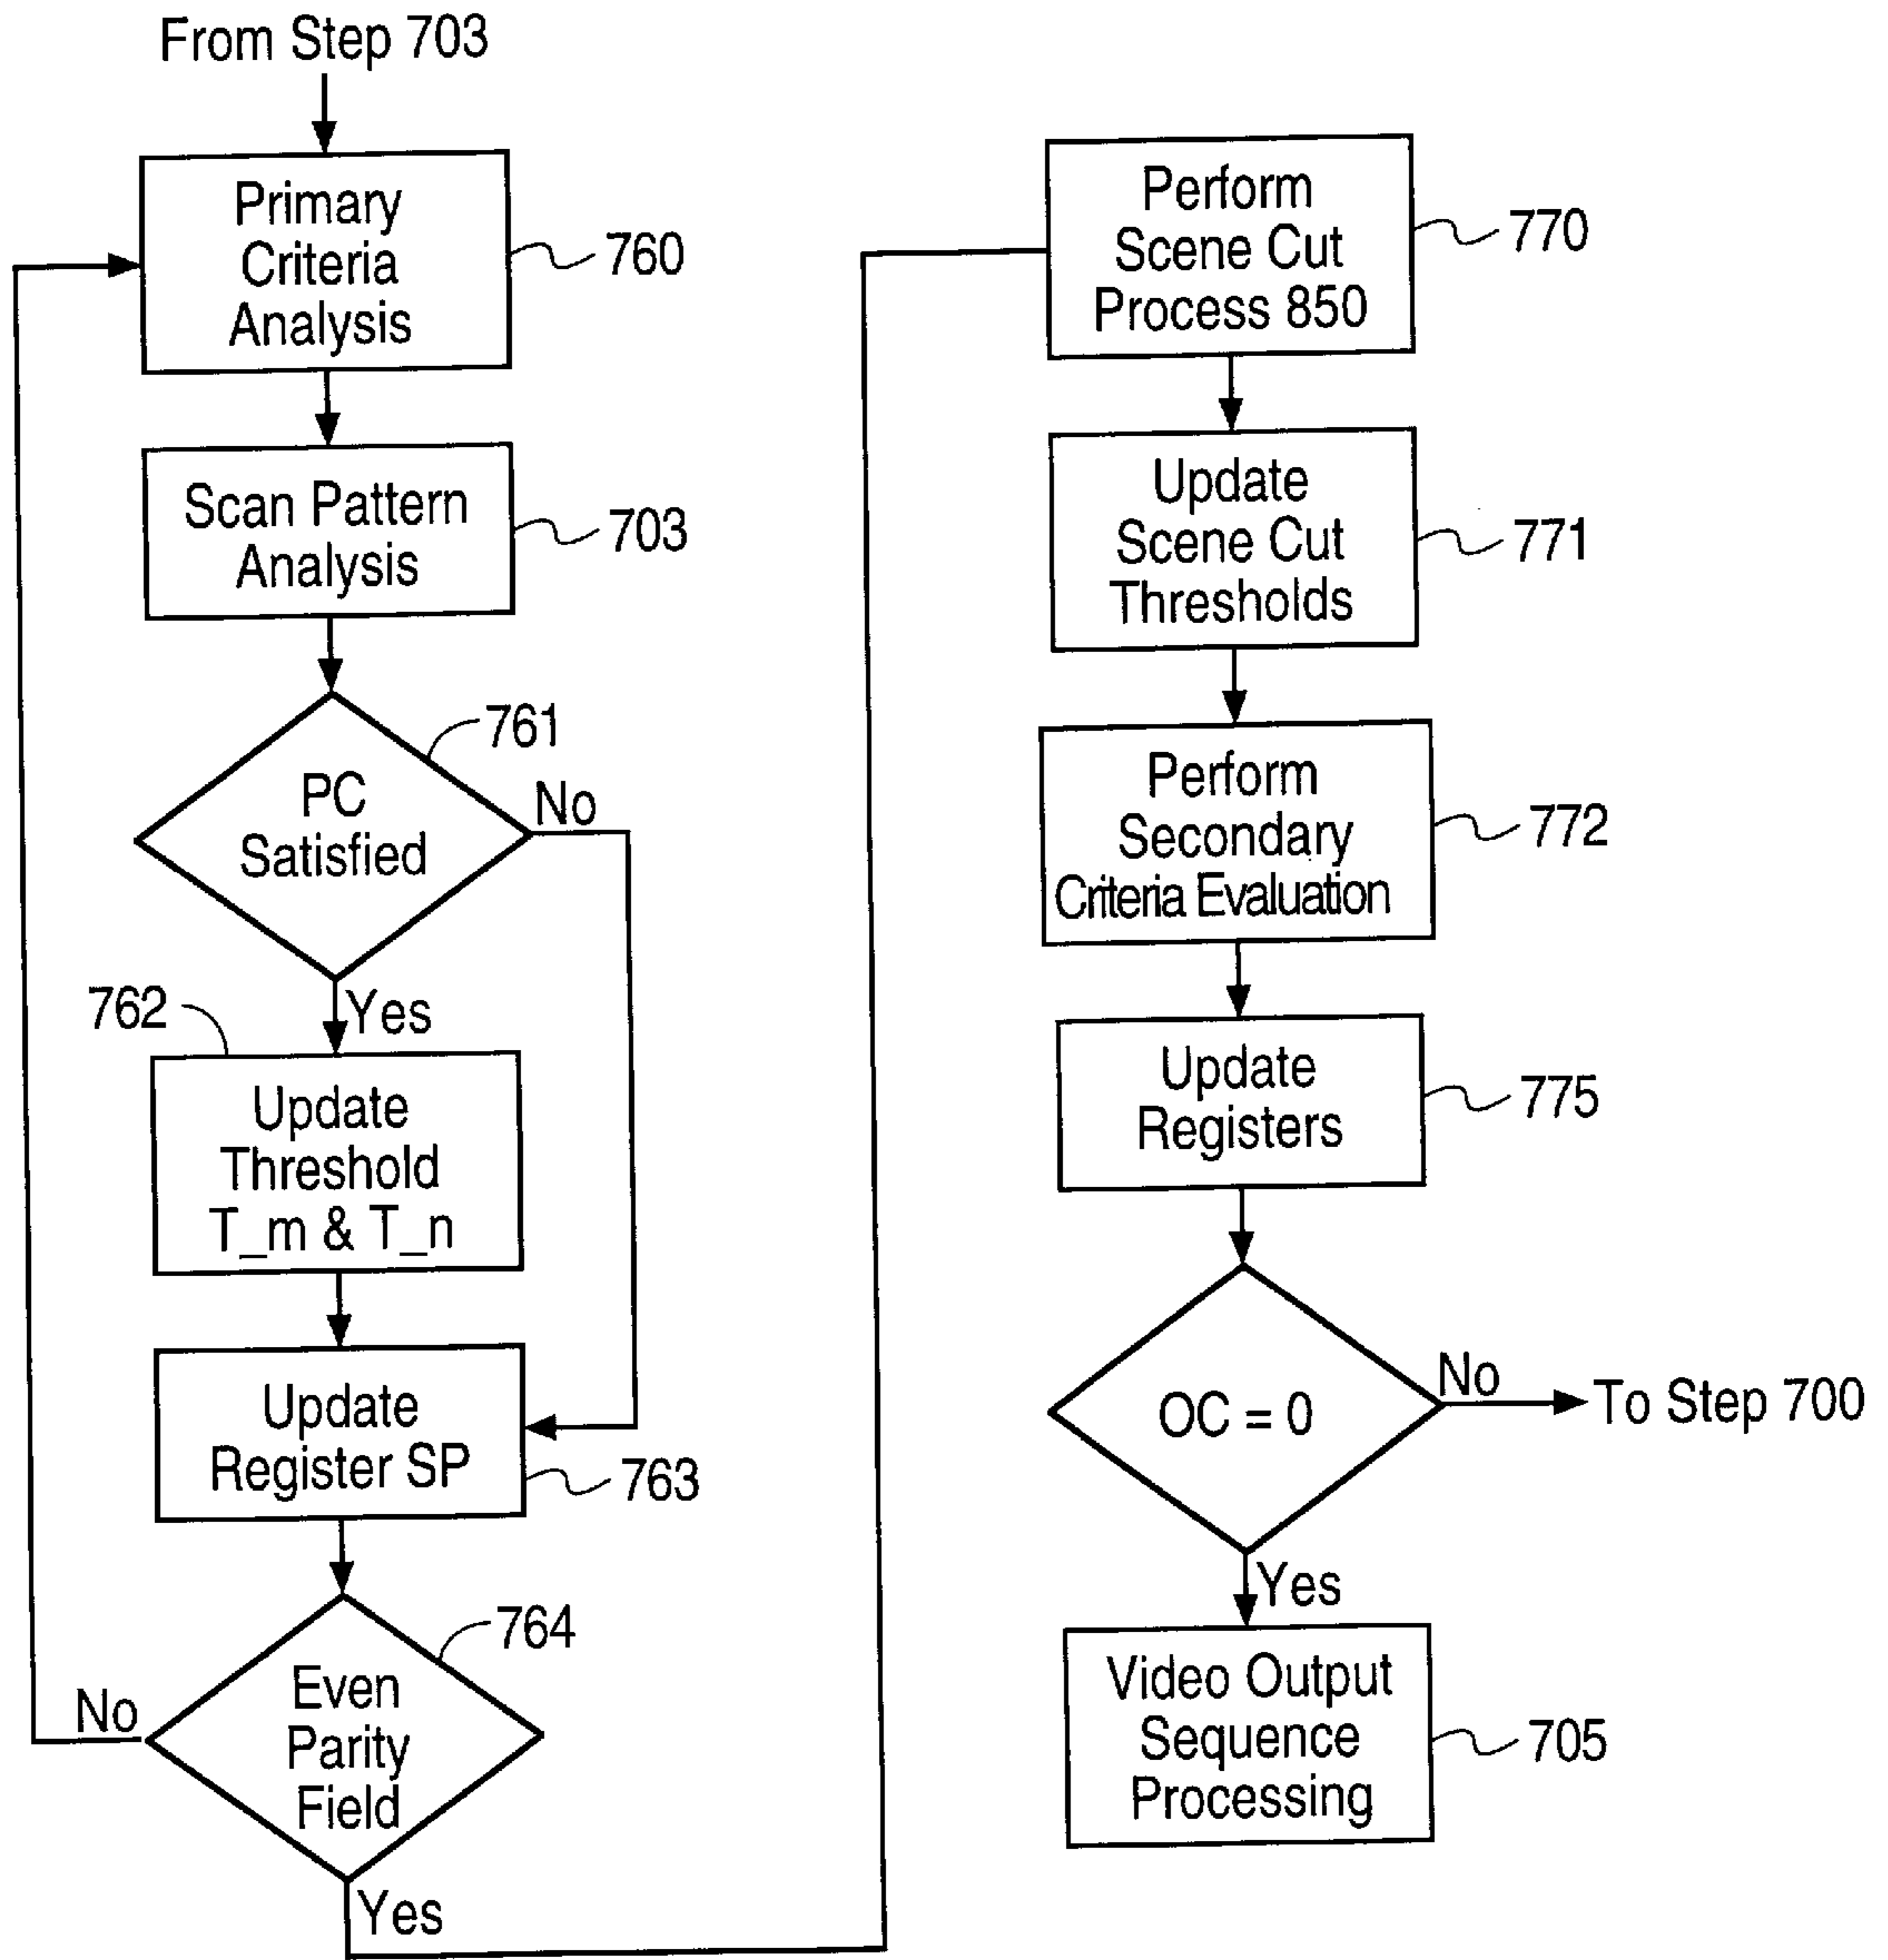 From Step 703
Primary
Criteria
Analysis
760
Scan Pattern
Analysis
703
761
PC
Satisfied
No
Yes
762
Update
Threshold
T_m & T_n
Update
Register SP
763
764
Even
Parity
Field
No
Yes
Perform
Scene Cut
Process 850
770
Update
Scene Cut
Thresholds
771
Perform
Secondary
Criteria Evaluation
772
Update
Registers
775
OC = 0
No
To Step 700
Yes
Video Output
Sequence
Processing
705